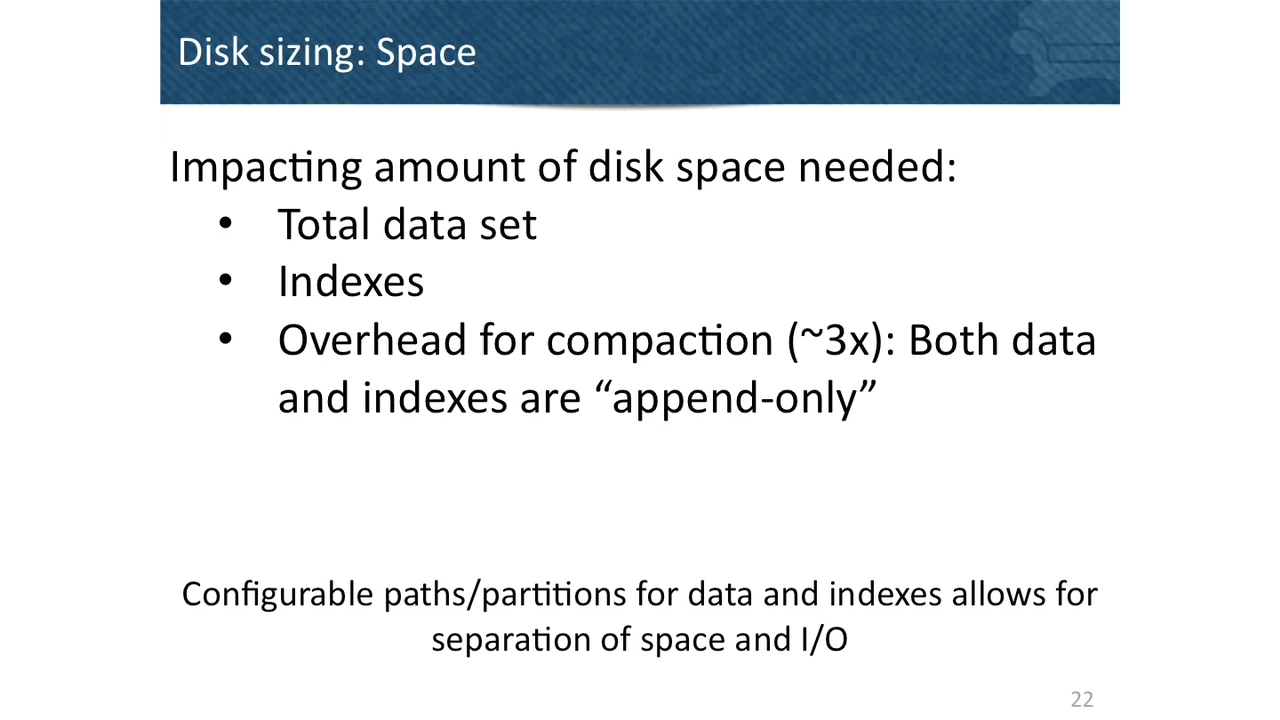 Disk sizing: Space
Impacting amount of disk space needed:
• Total data set
• Indexes
• Overhead for compaction (~3x): Both data
and indexes are “append-only”
Configurable paths/partitions for data and indexes allows for
separation of space and I/O
22